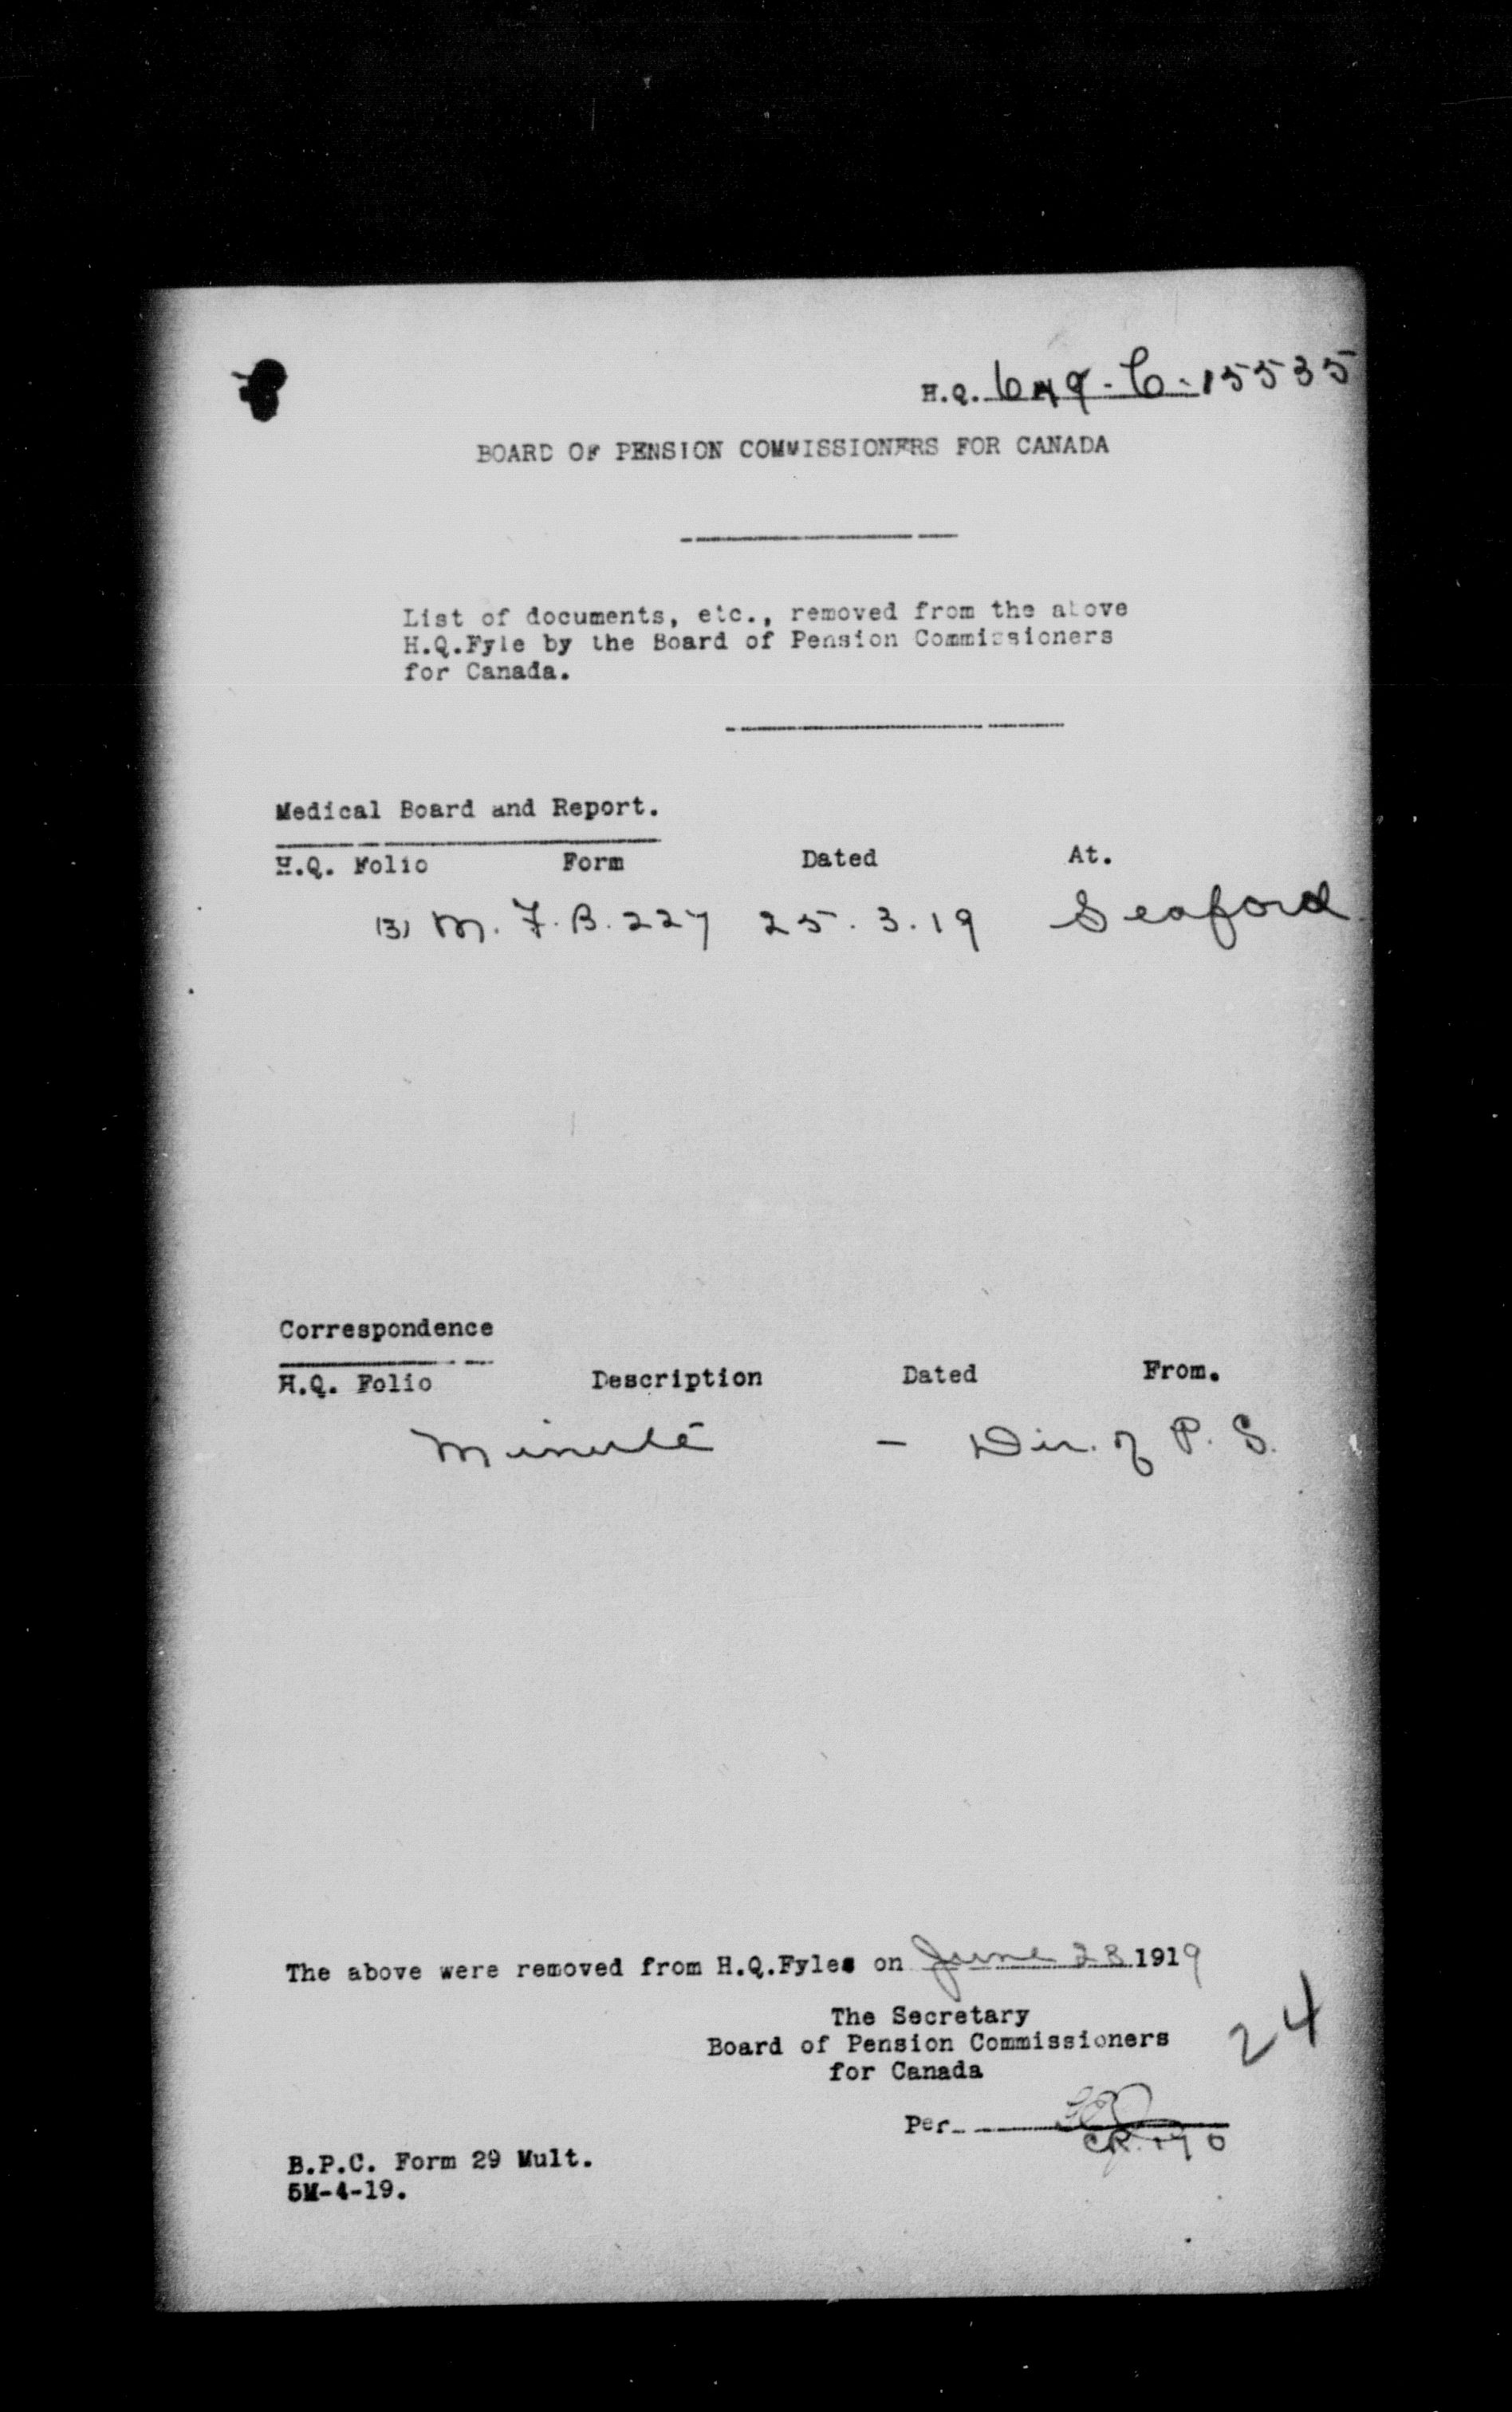 H.Q. 649-C-15535
BOARD OF PENSION COMMISSIONERS FOR CANADA
List of documents, etc., removed from the above
H.Q.Fyle by the Board of Pension Commissioners
for Canada.
Medical Board and Report.
H.Q. Folio Form Dated At.
(3) M.F.B. 227 25.3.19 Seaford
Correspondence
H.Q. Folio Description Dated From.
Minute - Dir. of P. S.
The above were removed from H.Q.Fyles on June 28 1919
The Secretary
Board of Pension Commissioners
for Canada
24
Per
B.P.C. Form 29 Mult.
5M-4-19.